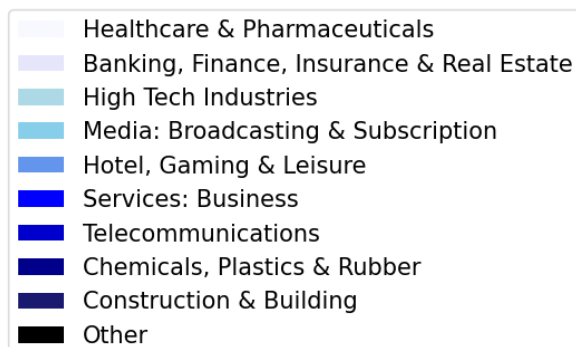 Healthcare & Pharmaceuticals
Banking, Finance, Insurance & Real Estate
High Tech Industries
Media: Broadcasting & Subscription
Hotel, Gaming & Leisure
Services: Business
Telecommunications
Chemicals, Plastics & Rubber
Construction & Building
Other